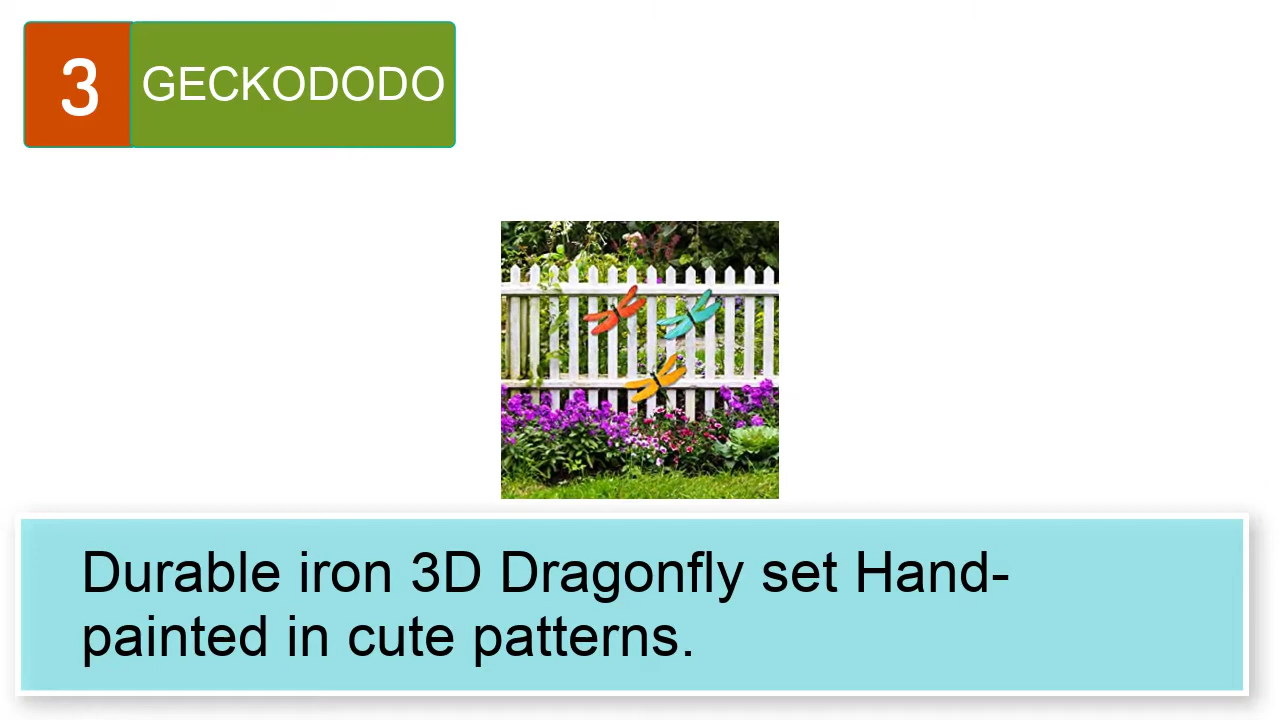 3
GECKODODO
Durable iron 3D Dragonfly set Hand-
painted in cute patterns.